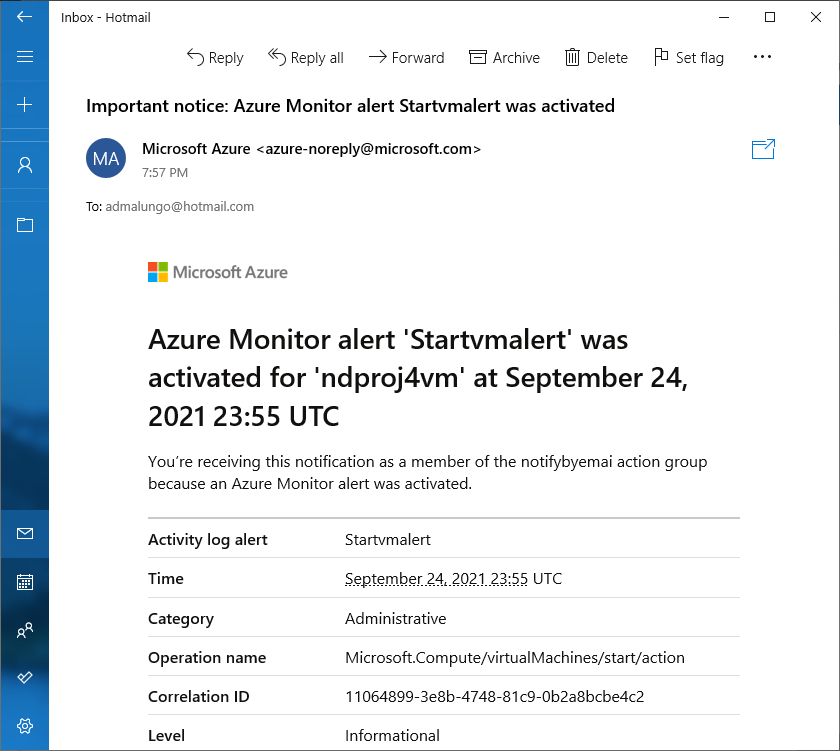 Inbox - Hotmail
Reply Reply all Forward Archive Delete Set flag
Important notice: Azure Monitor alert Startvmalert was activated
MA
Microsoft Azure <azure-noreply@microsoft.com>
7:57 PM
To: admalungo@hotmail.com
Microsoft Azure
Azure Monitor alert 'Startvmalert' was
activated for 'ndproj4vm' at September 24,
2021 23:55 UTC
You’re receiving this notification as a member of the notifybyemai action group
because an Azure Monitor alert was activated.
Activity log alert Startvmalert
Time September 24, 2021 23:55 UTC
Category Administrative
Operation name Microsoft.Compute/virtualMachines/start/action
Correlation ID 11064899-3e8b-4748-81c9-0b2a8bcbe4c2
Level Informational